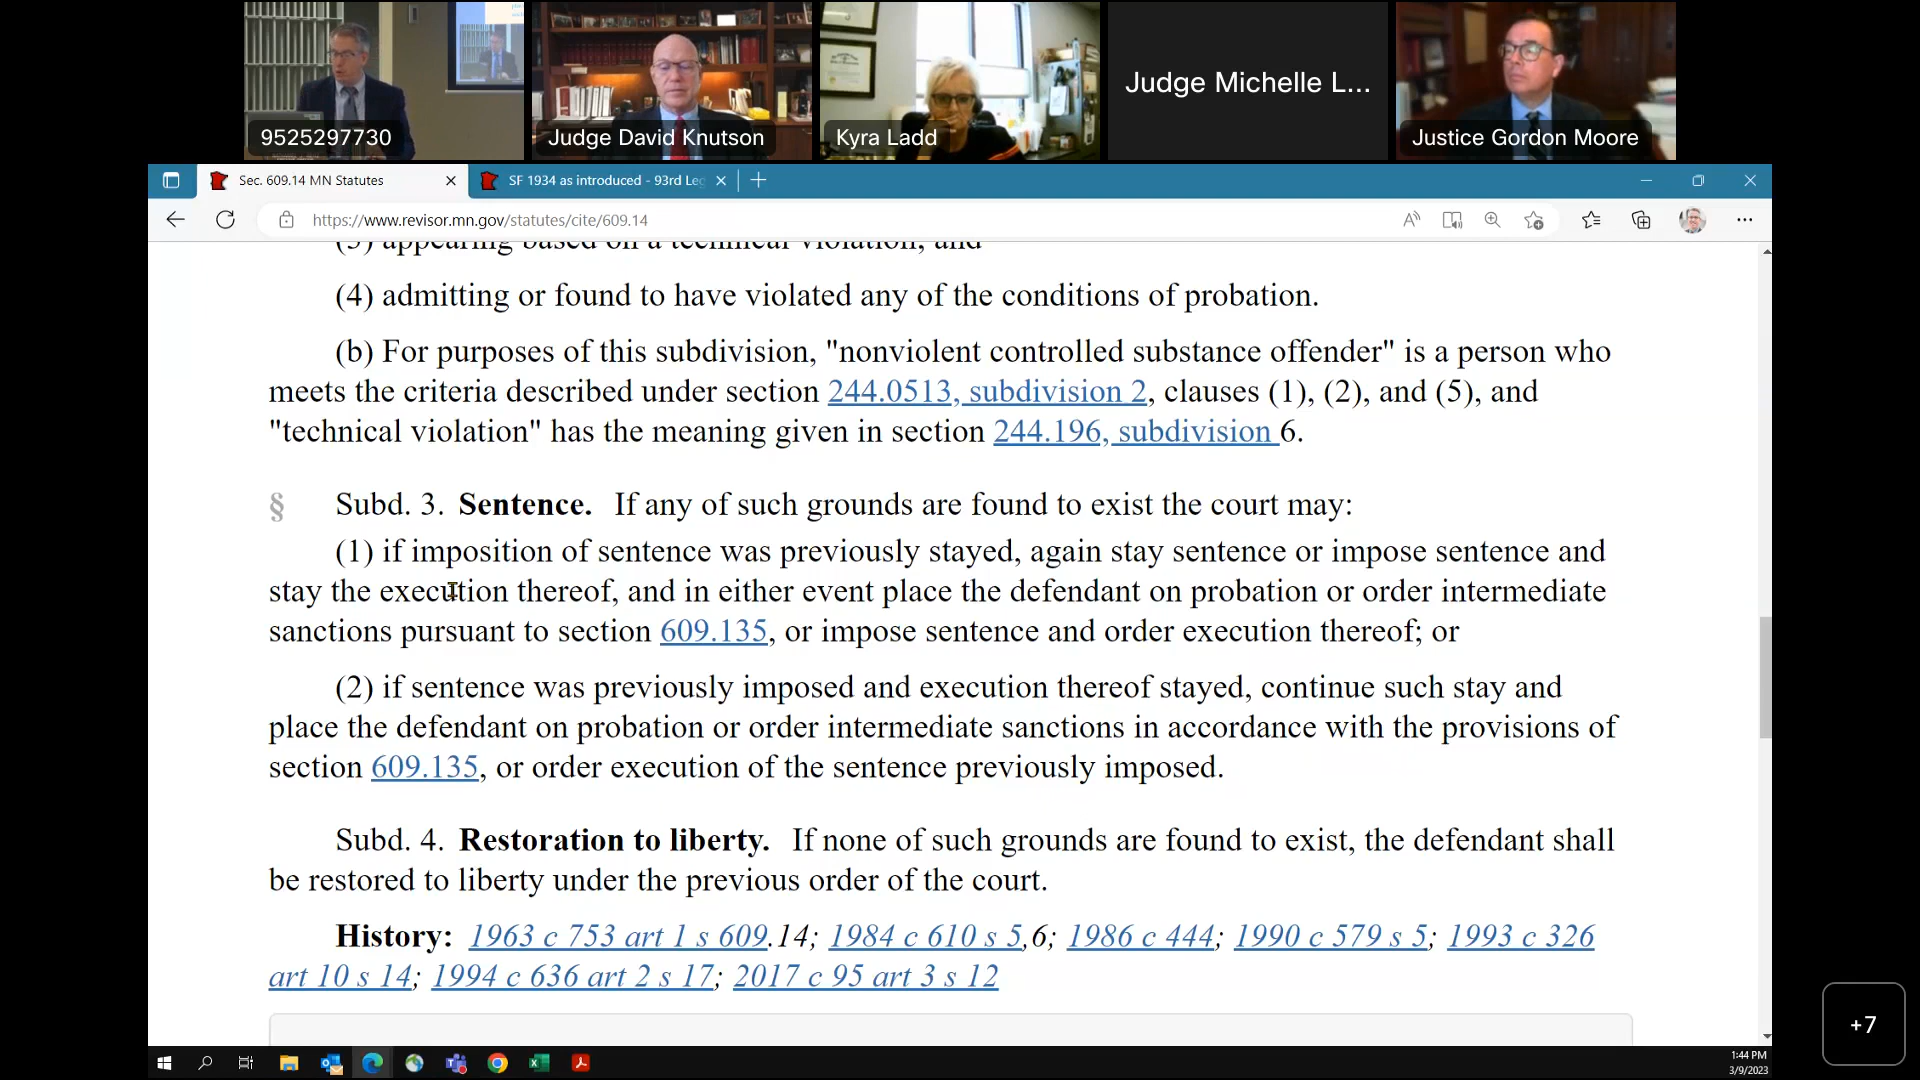 9525297730
Judge David Knutson
Kyra Ladd
Judge Michelle L...
Justice Gordon Moore
Sec. 609.14 MN Statutes
SF 1934 as introduced - 93rd Leg
https://www.revisor.mn.gov/statutes/cite/609.14
(3) appearing based on a technical violation; and
(4) admitting or found to have violated any of the conditions of probation.
(b) For purposes of this subdivision, "nonviolent controlled substance offender" is a person who
meets the criteria described under section 244.0513, subdivision 2, clauses (1), (2), and (5), and
"technical violation" has the meaning given in section 244.196, subdivision 6.
§ Subd. 3. Sentence. If any of such grounds are found to exist the court may:
(1) if imposition of sentence was previously stayed, again stay sentence or impose sentence and
stay the execution thereof, and in either event place the defendant on probation or order intermediate
sanctions pursuant to section 609.135, or impose sentence and order execution thereof; or
(2) if sentence was previously imposed and execution thereof stayed, continue such stay and
place the defendant on probation or order intermediate sanctions in accordance with the provisions of
section 609.135, or order execution of the sentence previously imposed.
Subd. 4. Restoration to liberty. If none of such grounds are found to exist, the defendant shall
be restored to liberty under the previous order of the court.
History: 1963 c 753 art 1 s 609.14; 1984 c 610 s 5,6; 1986 c 444; 1990 c 579 s 5; 1993 c 326
art 10 s 14; 1994 c 636 art 2 s 17; 2017 c 95 art 3 s 12
+7
1:44 PM
3/9/2023